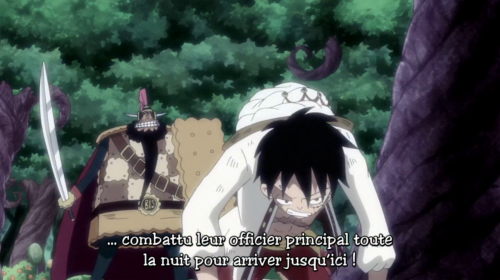 ... combattu leur officier principal toute
la nuit pour arriver jusqu'ici !